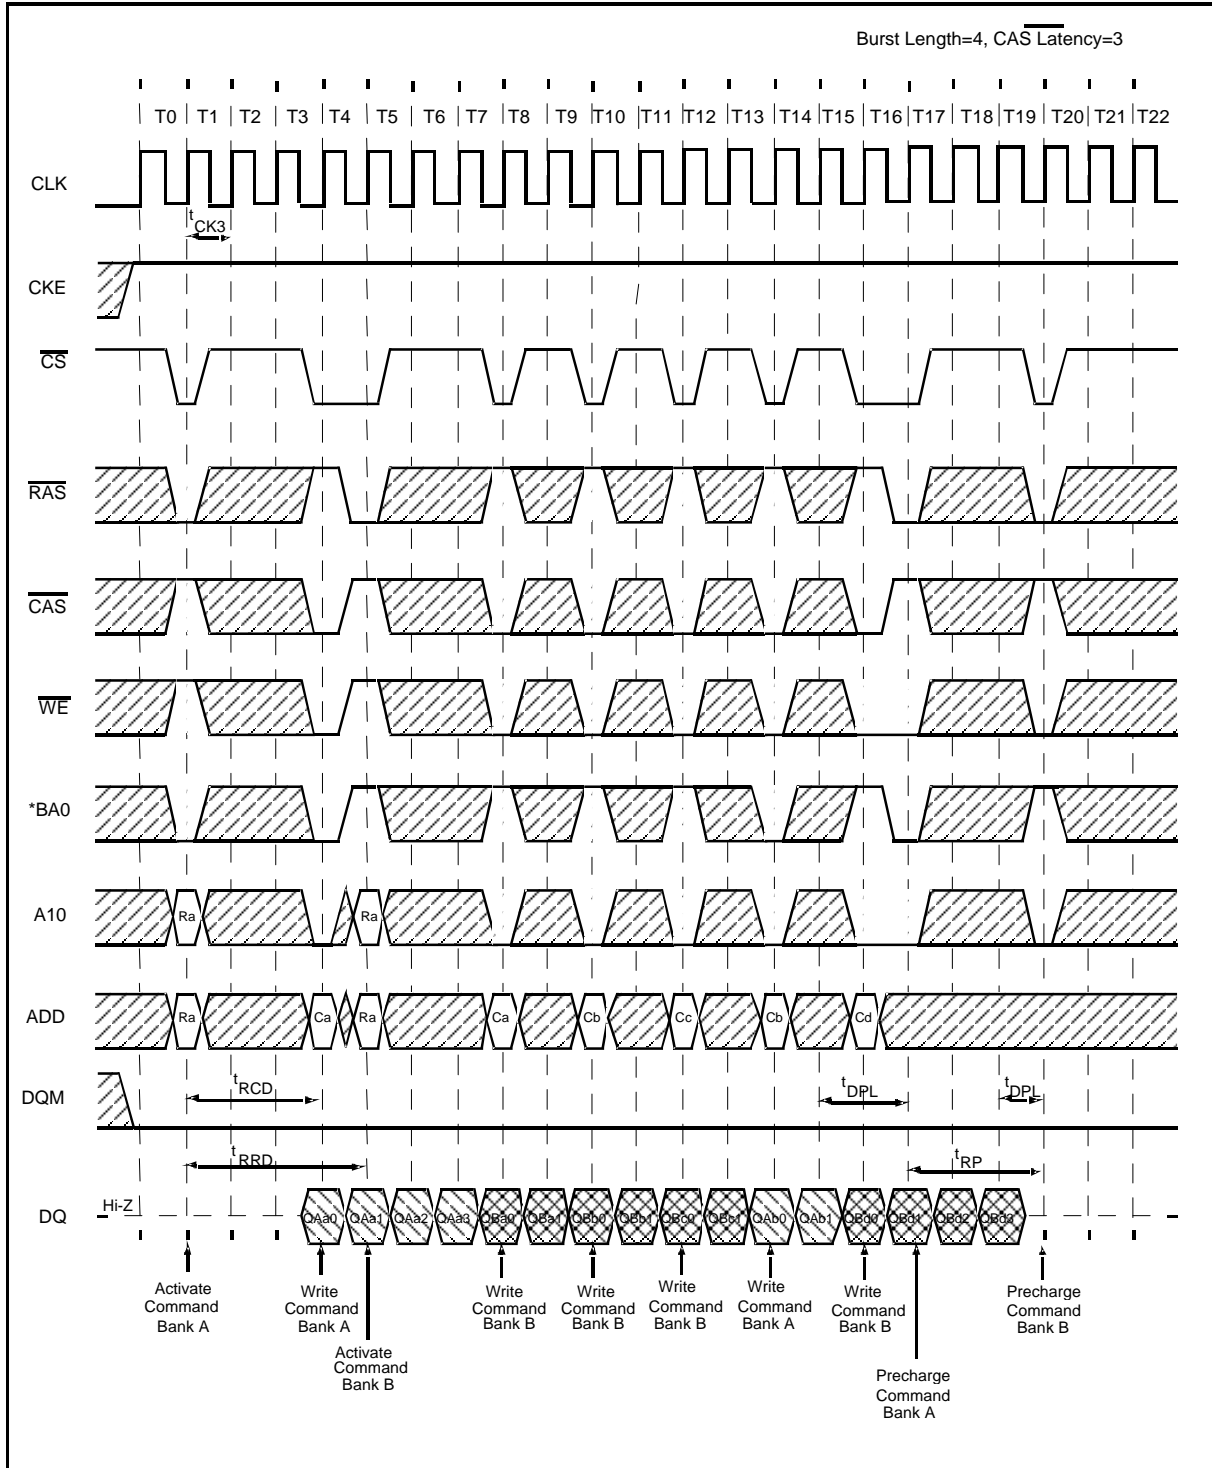 Burst Length=4, CAS Latency=3
T0 T1 T2 T3 T4 T5 T6 T7 T8 T9 T10 T11 T12 T13 T14 T15 T16 T17 T18 T19 T20 T21 T22
CLK
tCK3
CKE
CS
RAS
CAS
WE
*BA0
A10 Ra Ra
ADD Ra Ca Ra Ca Cb Cc Cb Cd
DQM tRCD tDPL tDPL
tRRD tRP
Hi-Z
DQ QAa0 QAa1 QAa2 QAa3 QBa0 QBa1 QBb0 QBb1 QBc0 QBc1 QAb0 QAb1 QBd0 QBd1 QBd2 QBd3
Activate
Command
Bank A
Write
Command
Bank A
Activate
Command
Bank B
Write
Command
Bank B
Write
Command
Bank B
Write
Command
Bank B
Write
Command
Bank A
Write
Command
Bank B
Precharge
Command
Bank A
Precharge
Command
Bank B